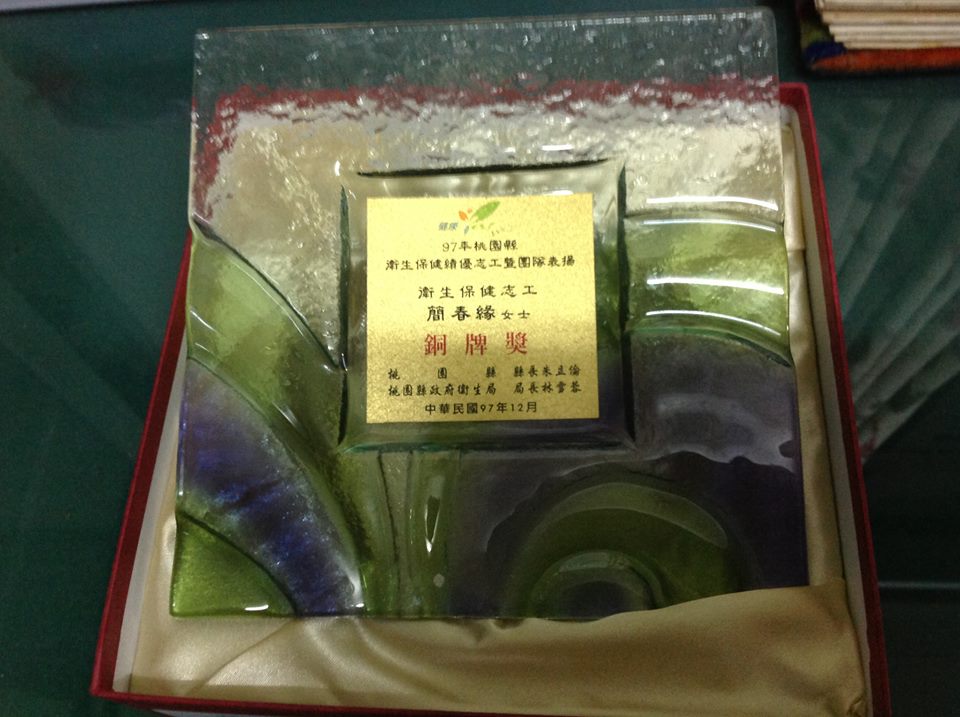 健康
97年桃園縣
衛生保健績優志工暨團隊表揚
衛生保健志工
簡春緣女士
銅牌獎
桃園縣 縣長朱立倫
桃園縣政府衛生局 局長林雪蓉
中華民國97年12月